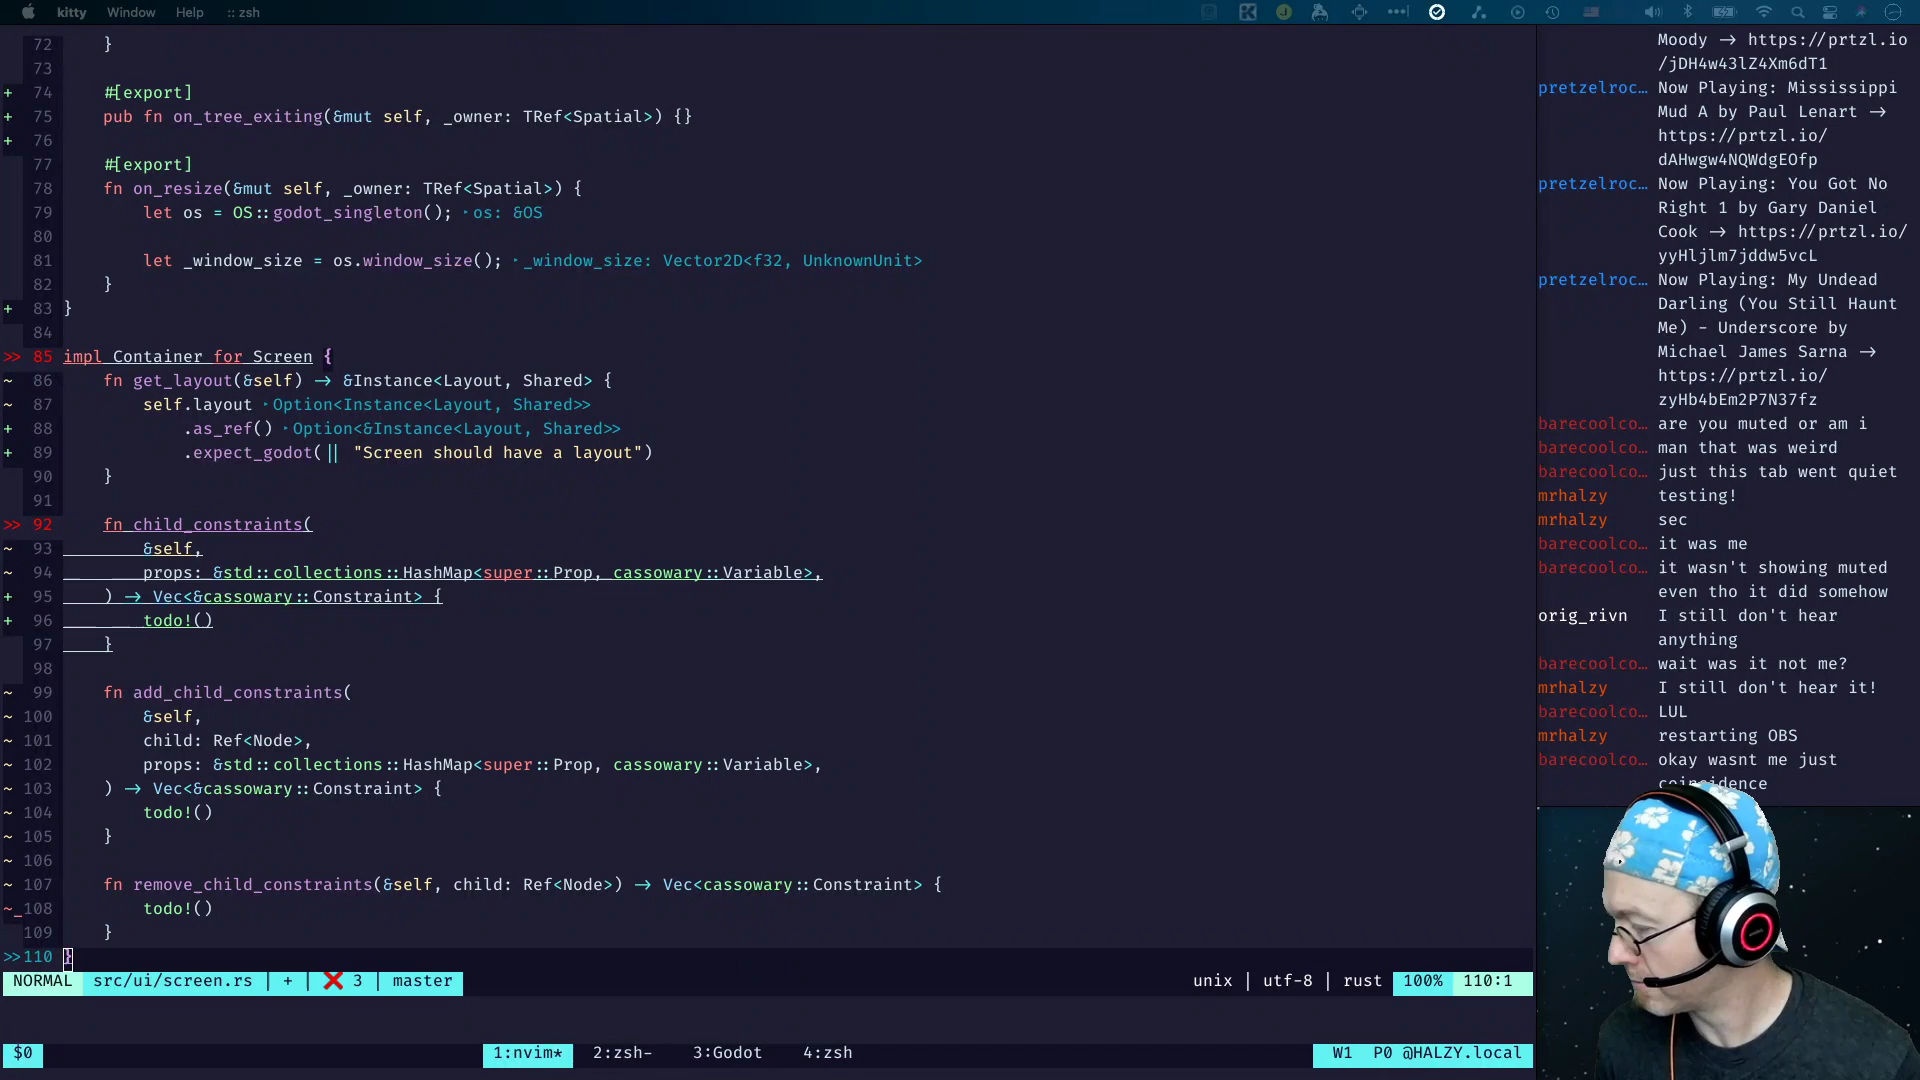 kitty Window Help :: zsh
72 }
73
+ 74 #[export]
+ 75 pub fn on_tree_exiting(&mut self, _owner: TRef<Spatial>) {}
+ 76
77 #[export]
78 fn on_resize(&mut self, _owner: TRef<Spatial>) {
79 let os = OS::godot_singleton(); ‣os: &OS
80
81 let _window_size = os.window_size(); ‣_window_size: Vector2D<f32, UnknownUnit>
82 }
+ 83 }
84
>> 85 impl Container for Screen {
~ 86 fn get_layout(&self) -> &Instance<Layout, Shared> {
~ 87 self.layout ‣Option<Instance<Layout, Shared>>
+ 88 .as_ref() ‣Option<&Instance<Layout, Shared>>
+ 89 .expect_godot(|| "Screen should have a layout")
90 }
91
>> 92 fn child_constraints(
~ 93 &self,
~ 94 props: &std::collections::HashMap<super::Prop, cassowary::Variable>,
+ 95 ) -> Vec<&cassowary::Constraint> {
+ 96 todo!()
97 }
98
~ 99 fn add_child_constraints(
~ 100 &self,
~ 101 child: Ref<Node>,
~ 102 props: &std::collections::HashMap<super::Prop, cassowary::Variable>,
~ 103 ) -> Vec<&cassowary::Constraint> {
~ 104 todo!()
~ 105 }
~ 106
~ 107 fn remove_child_constraints(&self, child: Ref<Node>) -> Vec<cassowary::Constraint> {
~_108 todo!()
109 }
>>110 }
NORMAL src/ui/screen.rs | + | ❌ 3 | master unix | utf-8 | rust 100% 110:1
$0 1:nvim* 2:zsh- 3:Godot 4:zsh W1 P0 @HALZY.local
Moody -> https://prtzl.io
/jDH4w43lZ4Xm6dT1
pretzelroc… Now Playing: Mississippi
Mud A by Paul Lenart ->
https://prtzl.io/
dAHwgw4NQWdgEOfp
pretzelroc… Now Playing: You Got No
Right 1 by Gary Daniel
Cook -> https://prtzl.io/
yyHljlm7jddw5vcL
pretzelroc… Now Playing: My Undead
Darling (You Still Haunt
Me) - Underscore by
Michael James Sarna ->
https://prtzl.io/
zyHb4bEm2P7N37fz
barecoolco… are you muted or am i
barecoolco… man that was weird
barecoolco… just this tab went quiet
mrhalzy testing!
mrhalzy sec
barecoolco… it was me
barecoolco… it wasn't showing muted
even tho it did somehow
orig_rivn I still don't hear
anything
barecoolco… wait was it not me?
mrhalzy I still don't hear it!
barecoolco… LUL
mrhalzy restarting OBS
barecoolco… okay wasnt me just
coincidence